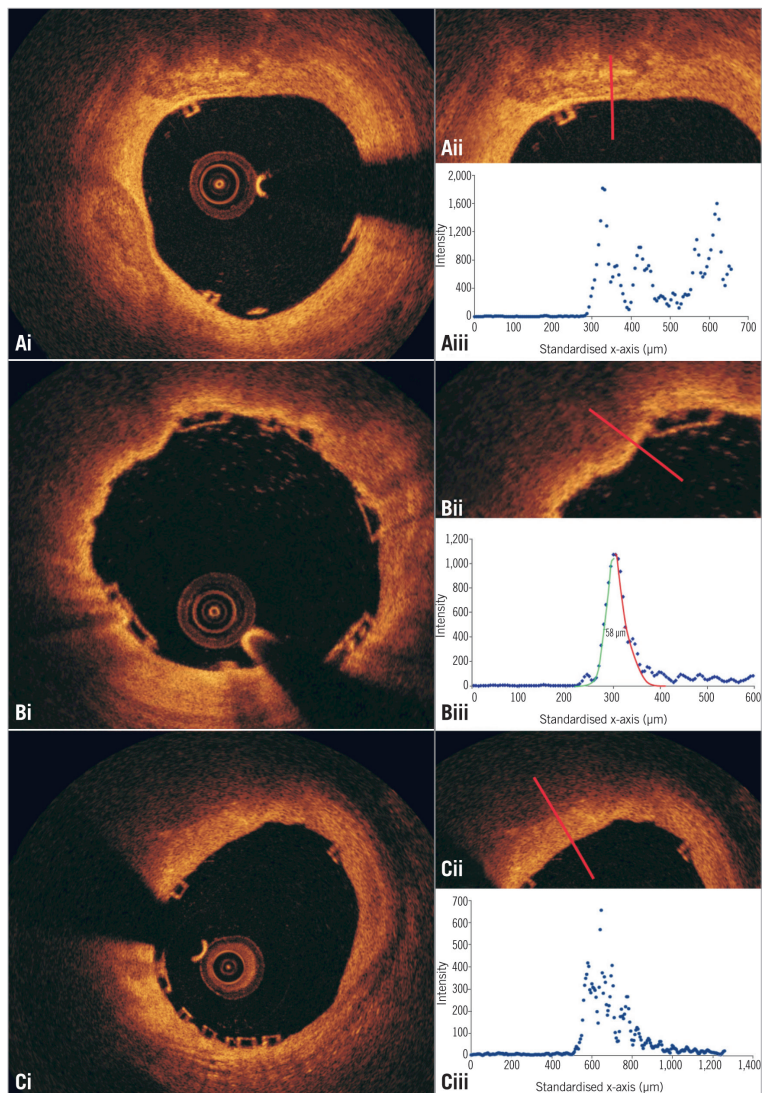 Ai
Aii
2,000
1,600
1,200
800
400
0
0 100 200 300 400 500 600 700
Intensity
Standardised x-axis (µm)
Aiii
Bi
Bii
1,200
1,000
800
600
400
200
0
0 100 200 300 400 500 600
Intensity
58 µm
Standardised x-axis (µm)
Biii
Ci
Cii
700
600
500
400
300
200
100
0
0 200 400 600 800 1,000 1,200 1,400
Intensity
Standardised x-axis (µm)
Ciii